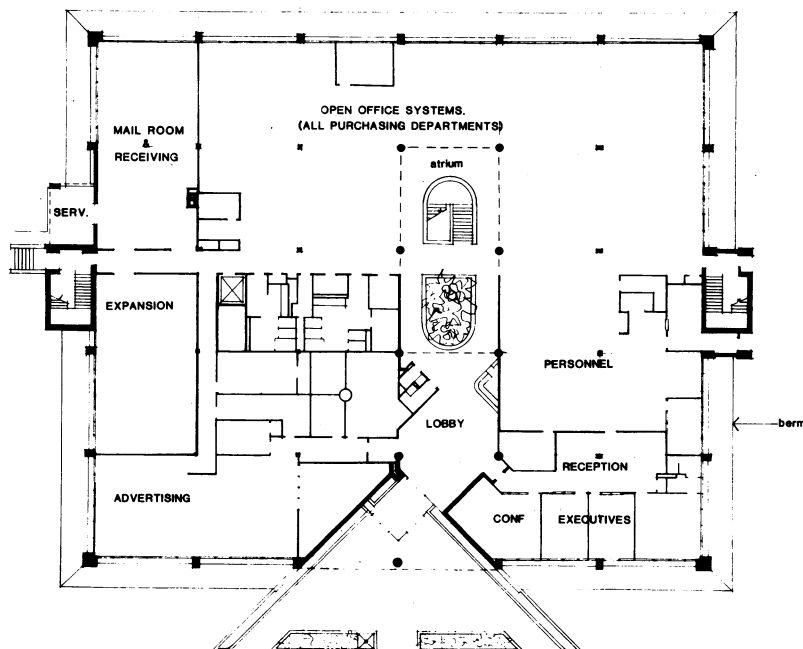 OPEN OFFICE SYSTEMS.
(ALL PURCHASING DEPARTMENTS)
MAIL ROOM
&
RECEIVING
atrium
SERV.
EXPANSION
PERSONNEL
LOBBY
berm
RECEPTION
ADVERTISING
CONF
EXECUTIVES